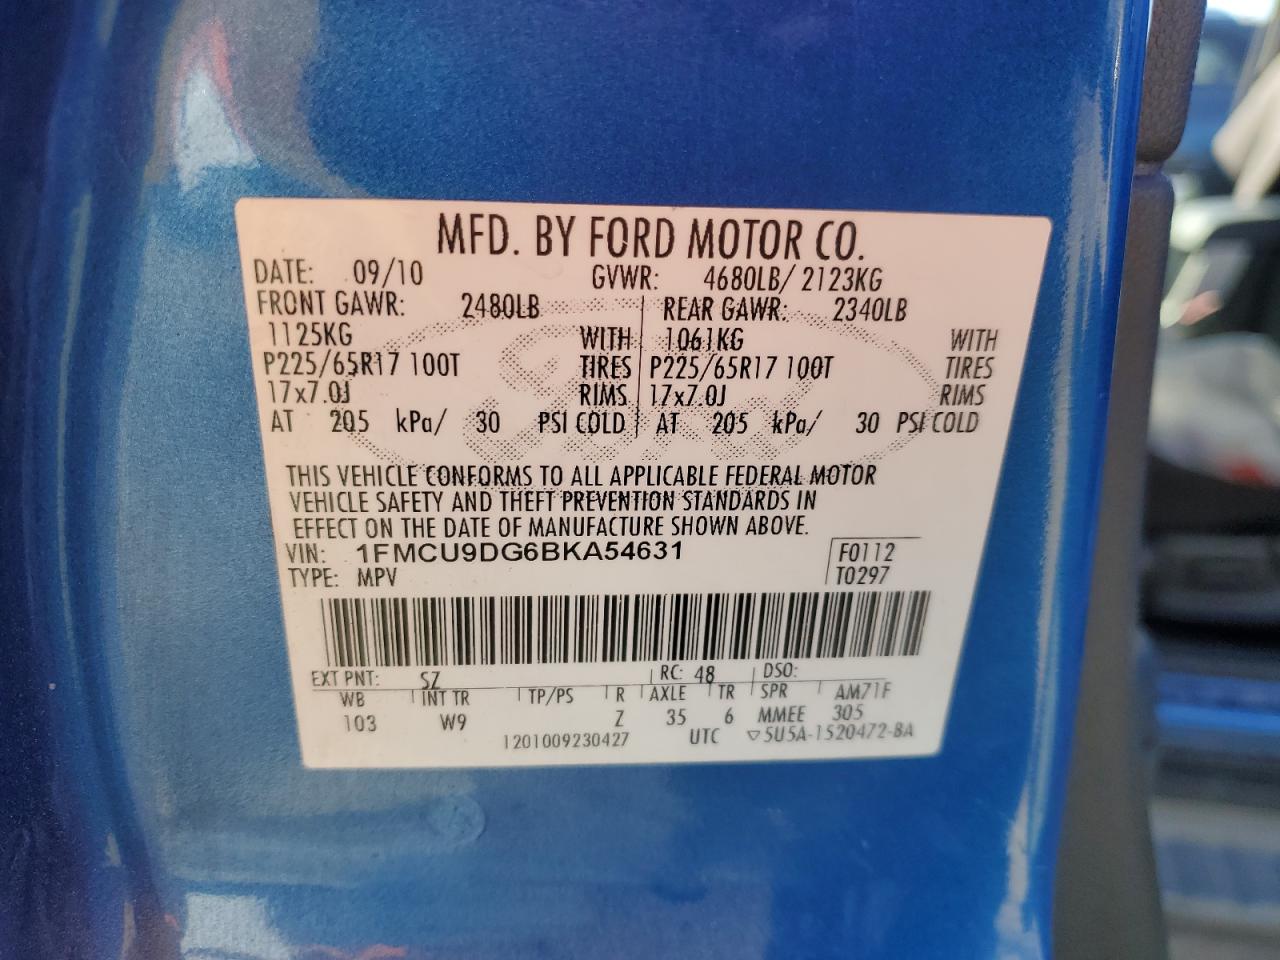 MFD. BY FORD MOTOR CO.
DATE: 09/10 GVWR: 4680LB/ 2123KG
FRONT GAWR: 2480LB REAR GAWR: 2340LB
1125KG WITH 1061KG WITH
P225/65R17 100T TIRES P225/65R17 100T TIRES
17x7.0J RIMS 17x7.0J RIMS
AT 205 kPa/ 30 PSI COLD AT 205 kPa/ 30 PSI COLD
THIS VEHICLE CONFORMS TO ALL APPLICABLE FEDERAL MOTOR
VEHICLE SAFETY AND THEFT PREVENTION STANDARDS IN
EFFECT ON THE DATE OF MANUFACTURE SHOWN ABOVE.
VIN: 1FMCU9DG6BKA54631 F0112
TYPE: MPV T0297
EXT PNT: SZ RC: 48 DSO:
WB INT TR TP/PS R AXLE TR SPR AM71F
103 W9 Z 35 6 MMEE 305
1201009230427 UTC ▽5U5A-1520472-BA
Ford